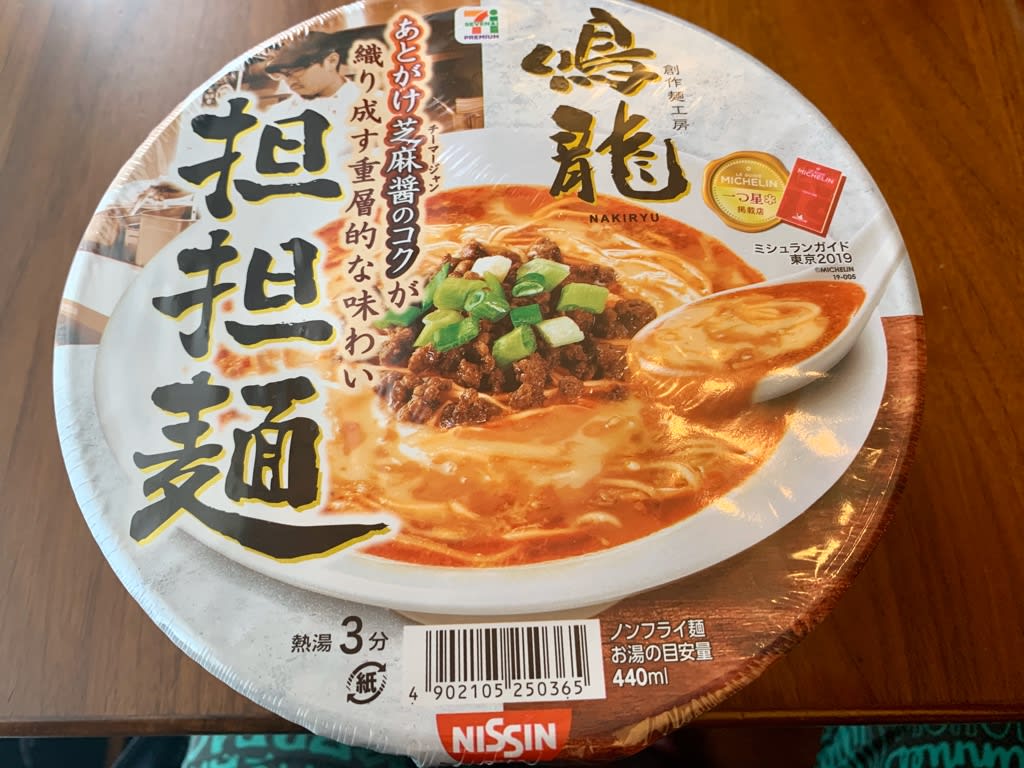 7
SEVEN i
PREMIUM
創作麺工房
鳴龍
NAKIRYU
あとがけ芝麻醤のコクが
チーマージャン
織り成す重層的な味わい
担担麺
LE GUIDE
MICHELIN
一つ星
掲載店
MICHELIN
ミシュランガイド
東京2019
©MICHELIN
19-005
熱湯3分
紙
4 902105 250365
ノンフライ麺
お湯の目安量
440ml
NISSIN